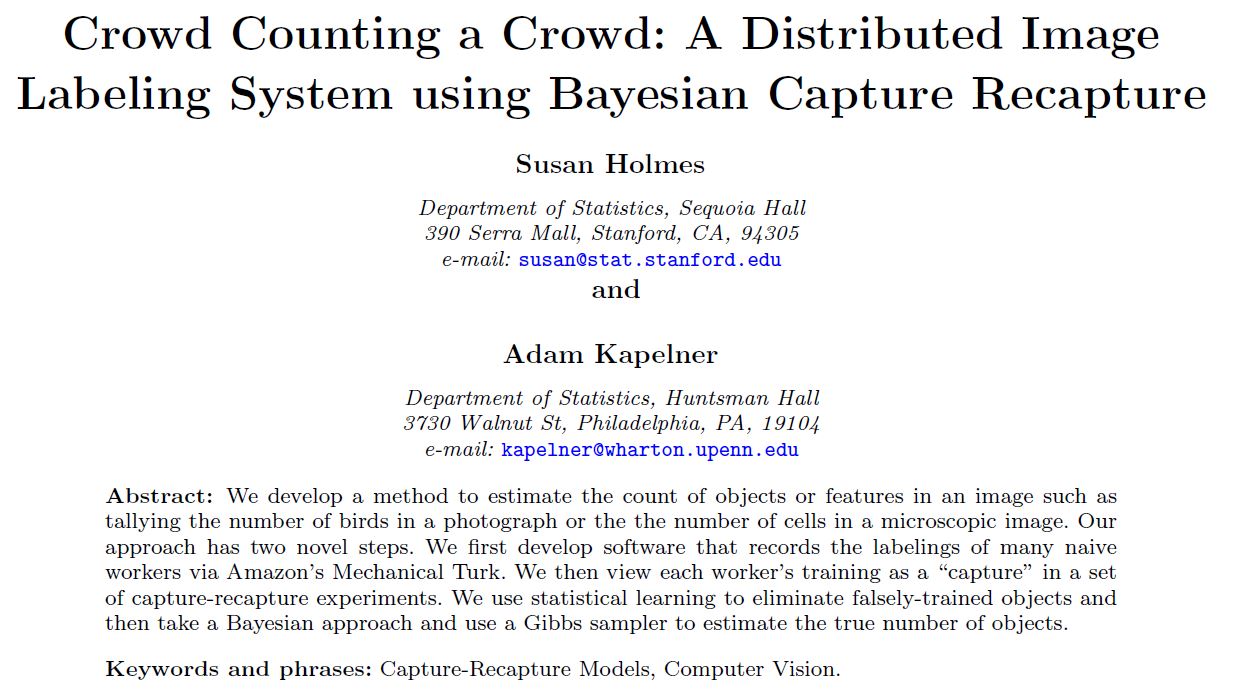 Crowd Counting a Crowd: A Distributed Image
Labeling System using Bayesian Capture Recapture
Susan Holmes
Department of Statistics, Sequoia Hall
390 Serra Mall, Stanford, CA, 94305
e-mail: susan@stat.stanford.edu
and
Adam Kapelner
Department of Statistics, Huntsman Hall
3730 Walnut St, Philadelphia, PA, 19104
e-mail: kapelner@wharton.upenn.edu
Abstract: We develop a method to estimate the count of objects or features in an image such as
tallying the number of birds in a photograph or the the number of cells in a microscopic image. Our
approach has two novel steps. We first develop software that records the labelings of many naive
workers via Amazon's Mechanical Turk. We then view each worker's training as a “capture” in a set
of capture-recapture experiments. We use statistical learning to eliminate falsely-trained objects and
then take a Bayesian approach and use a Gibbs sampler to estimate the true number of objects.
Keywords and phrases: Capture-Recapture Models, Computer Vision.